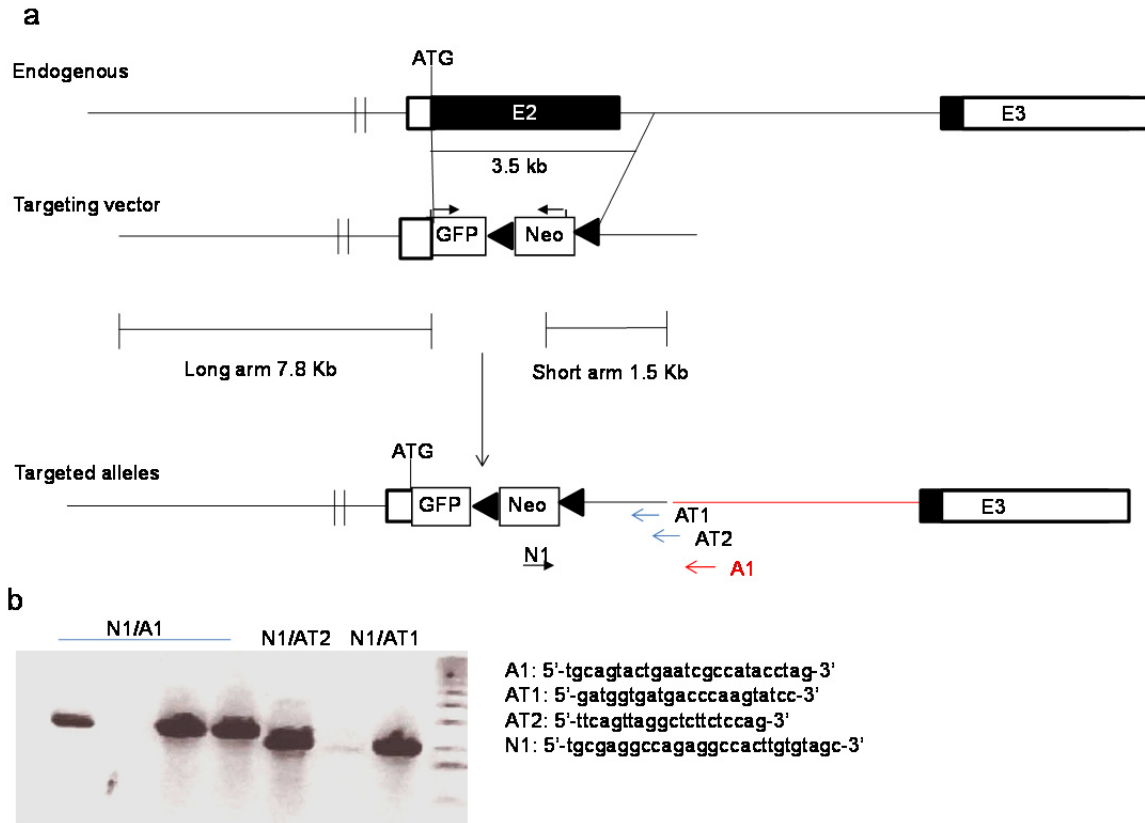 a
ATG
Endogenous
E2
E3
3.5 kb
Targeting vector
GFP
Neo
Long arm 7.8 Kb
Short arm 1.5 Kb
ATG
Targeted alleles
GFP
Neo
E3
AT1
AT2
N1
A1
b
N1/A1
N1/AT2
N1/AT1
A1: 5'-tgcagtactgaatcgccatacctag-3'
AT1: 5'-gatggtgatgacccaagtatcc-3'
AT2: 5'-ttcagttaggctcttctccag-3'
N1: 5'-tgcgaggccagaggccacttgtgtagc-3'